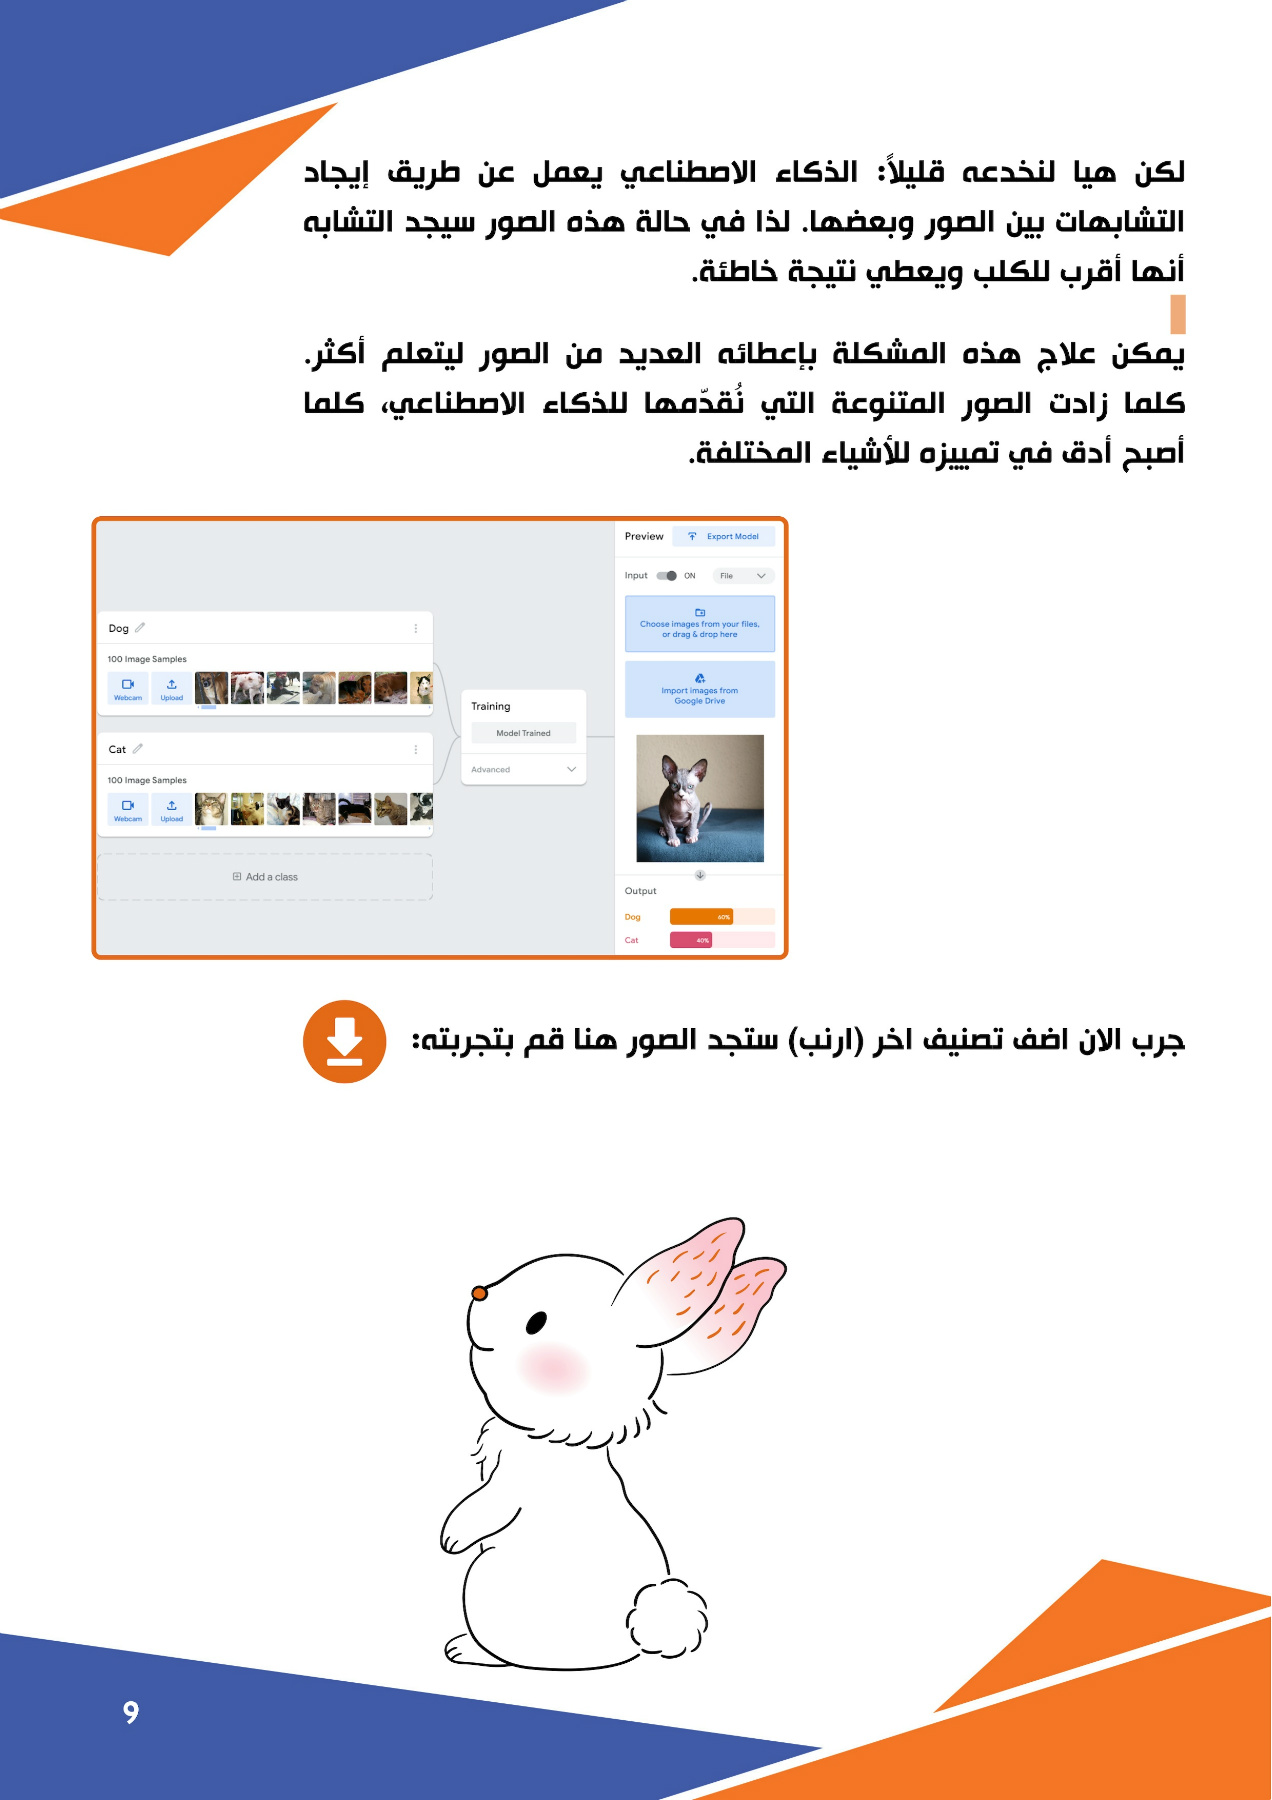 لكن هيا لنخدعه قليلاً: الذكاء الاصطناعي يعمل عن طريق إيجاد
التشابهات بين الصور وبعضها. لذا في حالة هذه الصور سيجد التشابه
أنها أقرب للكلب ويعطي نتيجة خاطئة.
يمكن علاج هذه المشكلة بإعطائه العديد من الصور ليتعلم أكثر.
كلما زادت الصور المتنوعة التي نُقدّمها للذكاء الاصطناعي، كلما
أصبح أدق في تمييزه للأشياء المختلفة.
Dog
100 Image Samples
Webcam
Upload
Cat
100 Image Samples
Webcam
Upload
Add a class
Training
Model Trained
Advanced
Preview
Export Model
Input
ON
File
Choose images from your files,
or drag & drop here
Import images from
Google Drive
Output
Dog
60%
Cat
40%
جرب الان اضف تصنيف اخر (ارنب) ستجد الصور هنا قم بتجربته:
9